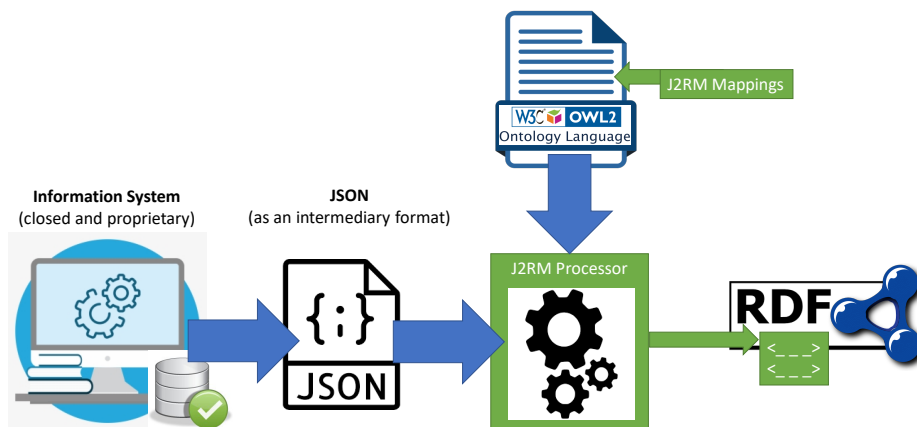 J2RM Mappings
W3C OWL2
Ontology Language
Information System
(closed and proprietary)
JSON
(as an intermediary format)
J2RM Processor
{;}
JSON
RDF
<_ _ _>
<_ _ _>